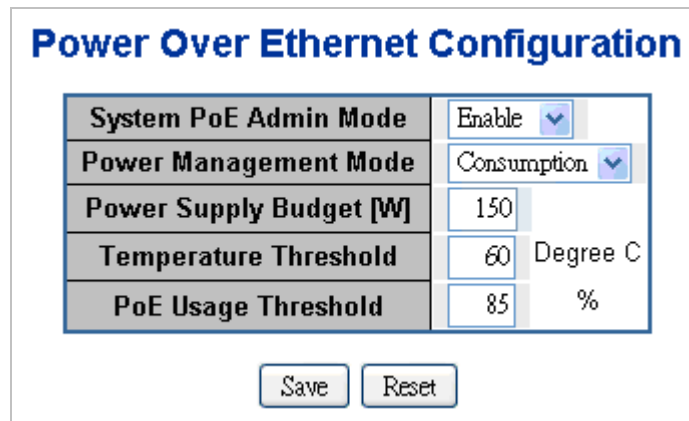 Power Over Ethernet Configuration
System PoE Admin Mode Enable
Power Management Mode Consumption
Power Supply Budget [W] 150
Temperature Threshold 60 Degree C
PoE Usage Threshold 85 %
Save Reset